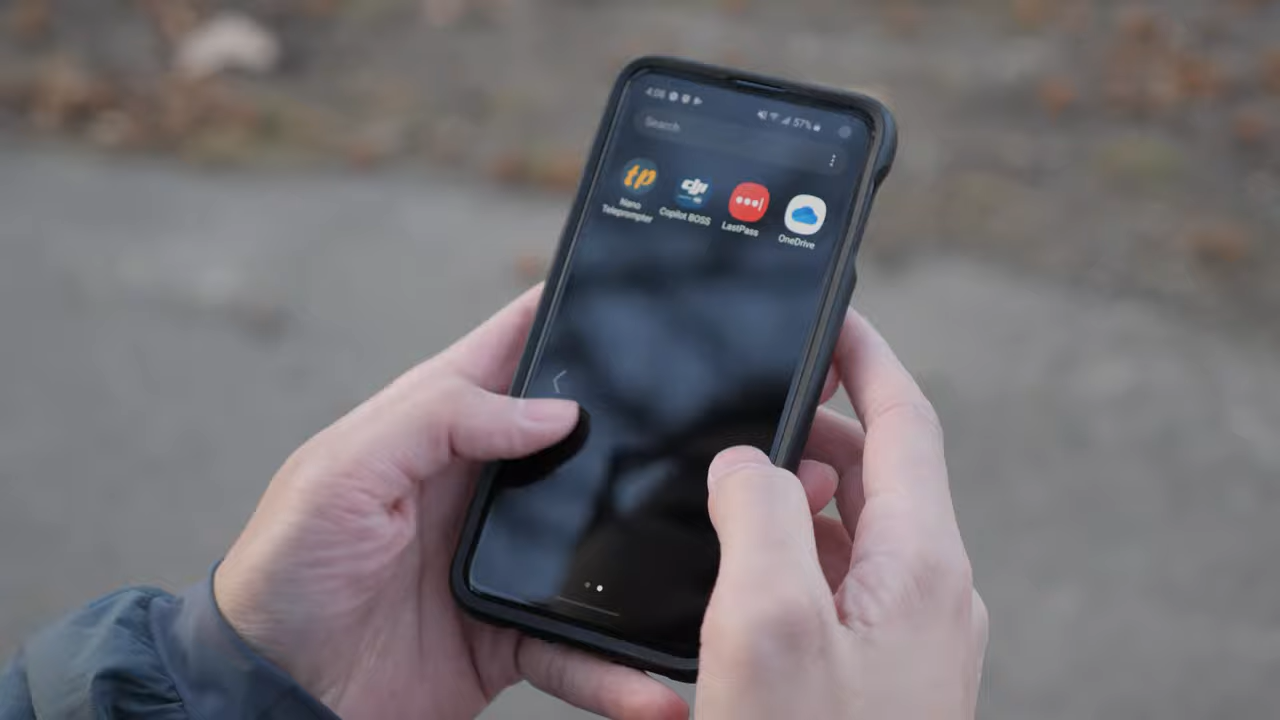 4:06
57%
Search
tp
dji
Nano
Teleprompter
Copilot BOSS
LastPass
OneDrive